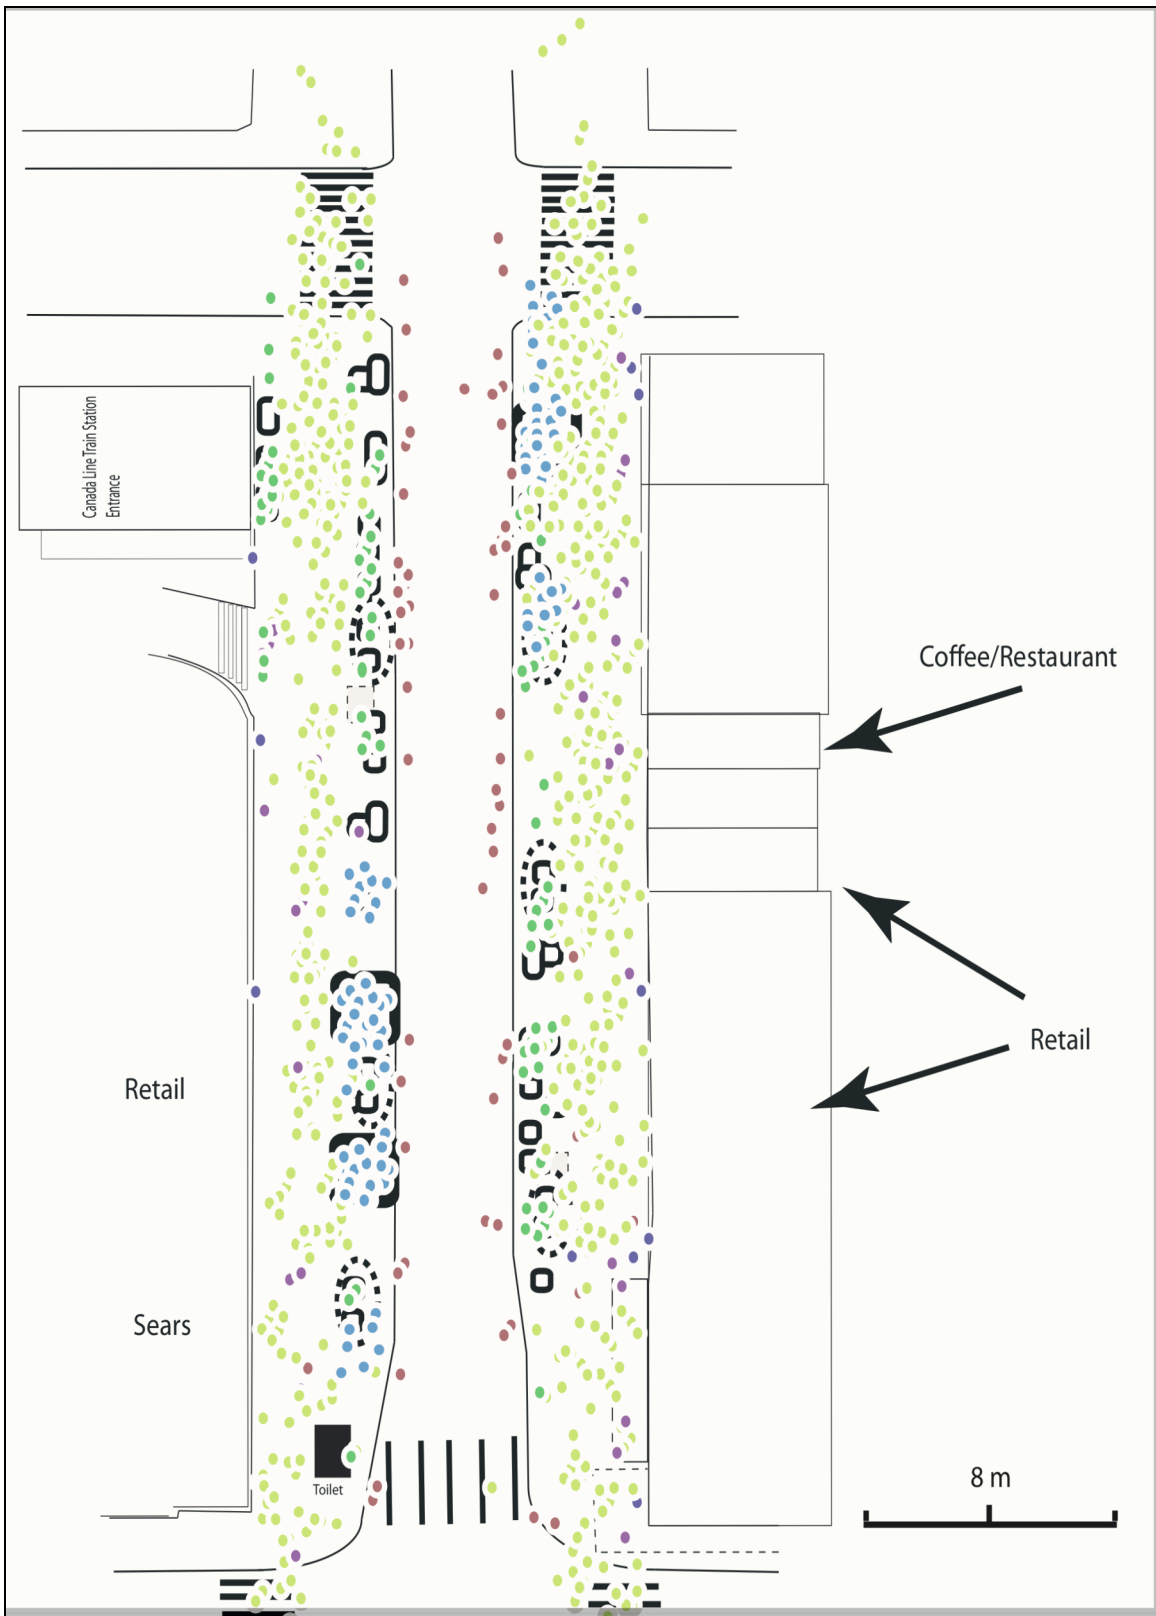 Canada Line Train Station
Entrance
Coffee/Restaurant
Retail
Retail
Sears
8 m
Toilet